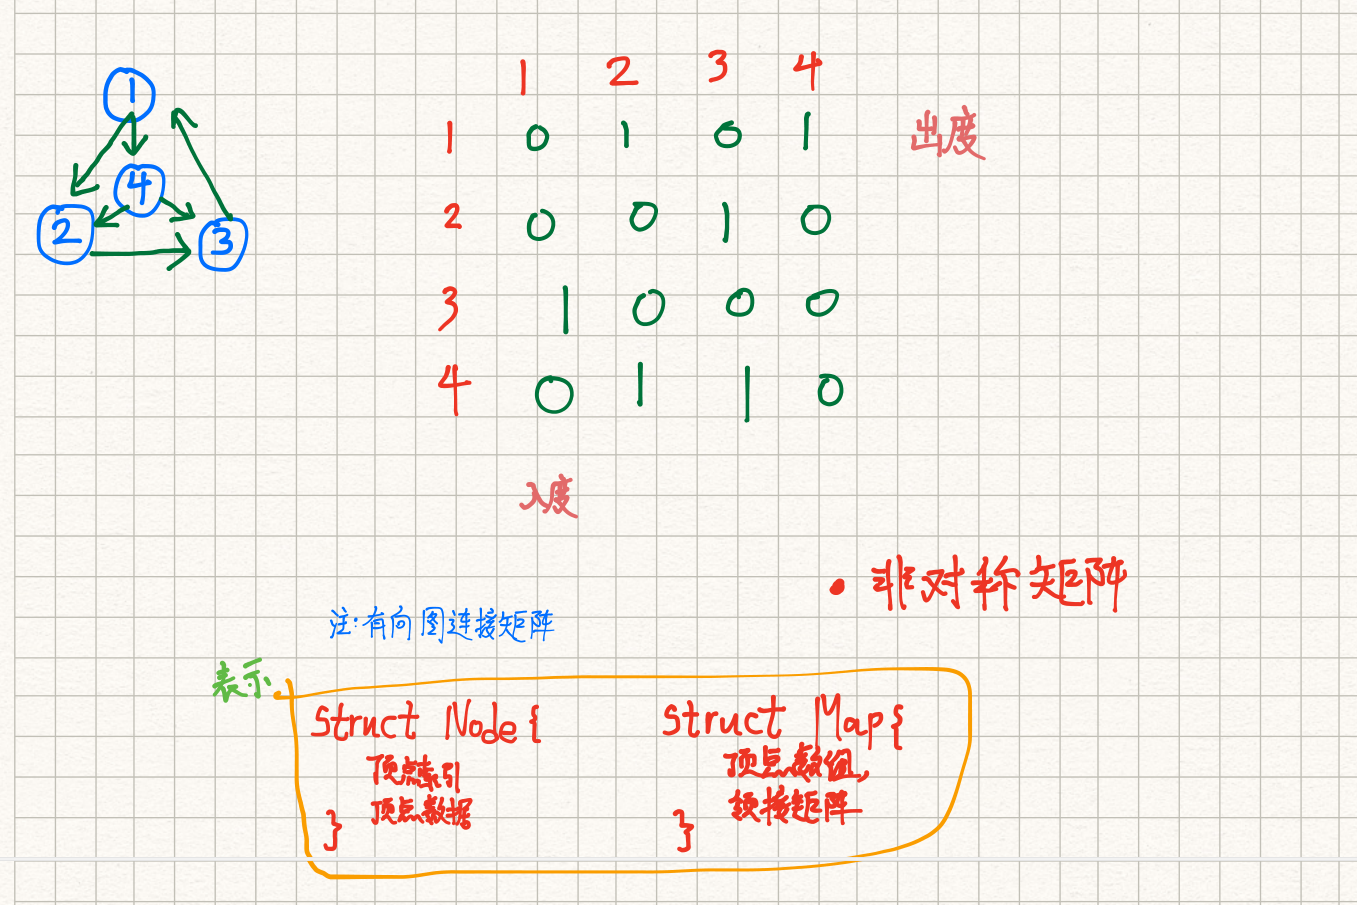 1
4
2
3
1 2 3 4
1 0 1 0 1 出度
2 0 0 1 0
3 1 0 0 0
4 0 1 1 0
入度
• 非对称矩阵
注:有向图连接矩阵
表示
Struct Node{
顶点索引
顶点数据
}
Struct Map{
顶点数组,
接矩阵
}